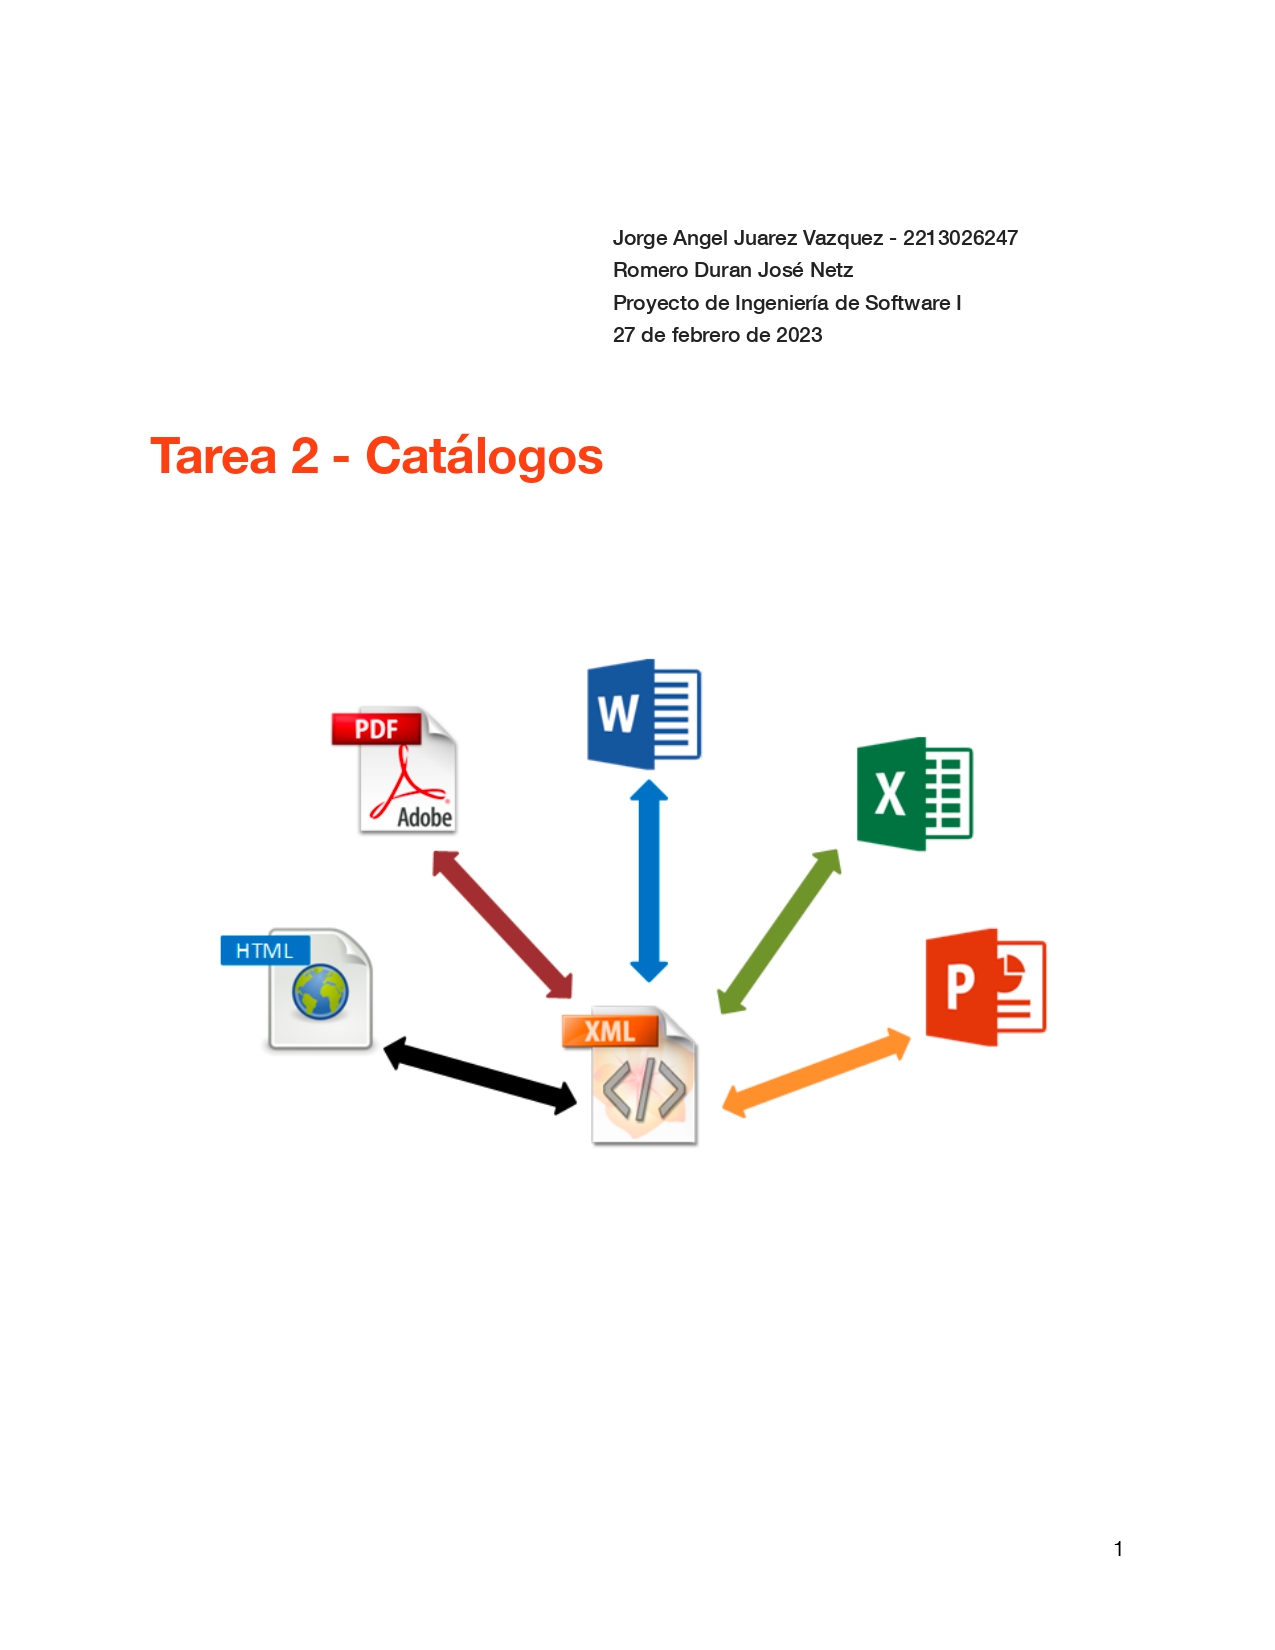 Jorge Angel Juarez Vazquez - 2213026247
Romero Duran José Netz
Proyecto de Ingeniería de Software I
27 de febrero de 2023
Tarea 2 - Catálogos
W
PDF
Adobe
X
HTML
P
XML
</>
1